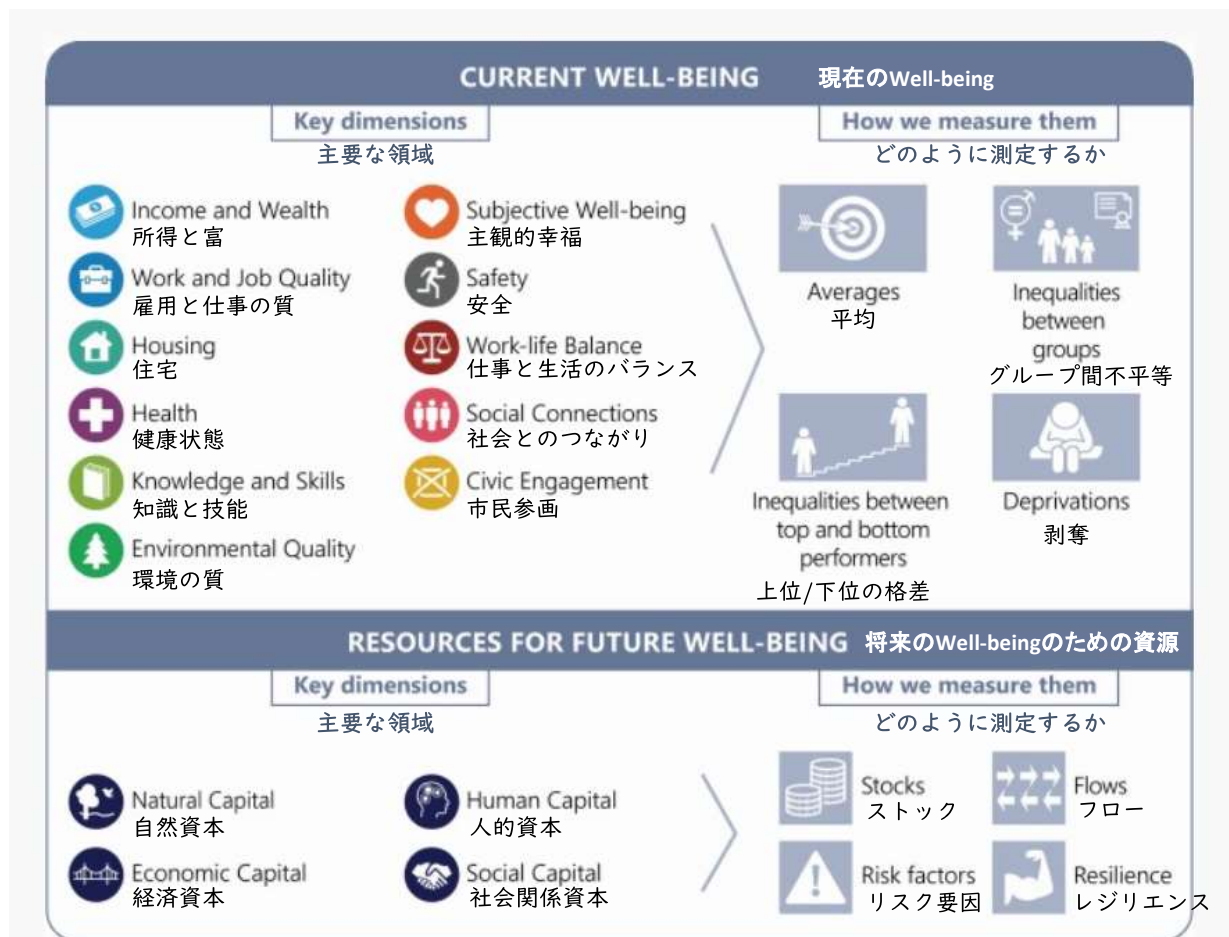 CURRENT WELL-BEING 現在のWell-being
Key dimensions
主要な領域
How we measure them
どのように測定するか
Income and Wealth
所得と富
Work and Job Quality
雇用と仕事の質
Housing
住宅
Health
健康状態
Knowledge and Skills
知識と技能
Environmental Quality
環境の質
Subjective Well-being
主観的幸福
Safety
安全
Work-life Balance
仕事と生活のバランス
Social Connections
社会とのつながり
Civic Engagement
市民参画
Averages
平均
Inequalities
between
groups
グループ間不平等
Inequalities between
top and bottom
performers
上位/下位の格差
Deprivations
剥奪
RESOURCES FOR FUTURE WELL-BEING 将来のWell-beingのための資源
Key dimensions
主要な領域
How we measure them
どのように測定するか
Natural Capital
自然資本
Economic Capital
経済資本
Human Capital
人的資本
Social Capital
社会関係資本
Stocks
ストック
Flows
フロー
Risk factors
リスク要因
Resilience
レジリエンス